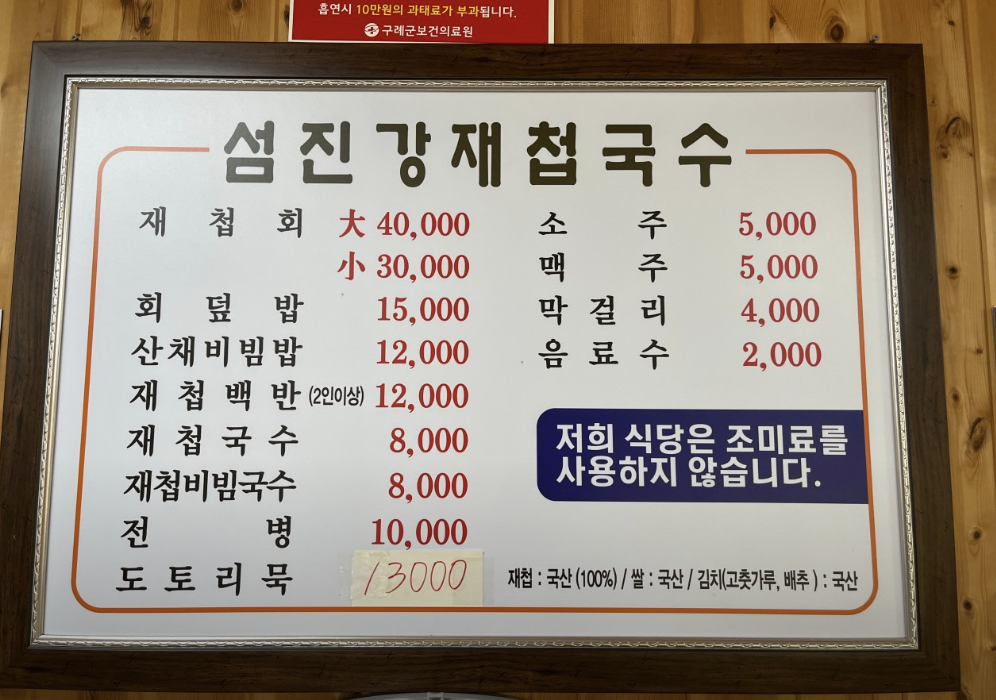 흡연시 10만원의 과태료가 부과됩니다.
구례군보건의료원
섬진강재첩국수
재첩회 大 40,000
小 30,000
회덮밥 15,000
산채비빔밥 12,000
재첩백반 (2인이상) 12,000
재첩국수 8,000
재첩비빔국수 8,000
전병 10,000
도토리묵 13000
소주 5,000
맥주 5,000
막걸리 4,000
음료수 2,000
저희 식당은 조미료를
사용하지 않습니다.
재첩 : 국산 (100%) / 쌀 : 국산 / 김치(고춧가루, 배추) : 국산